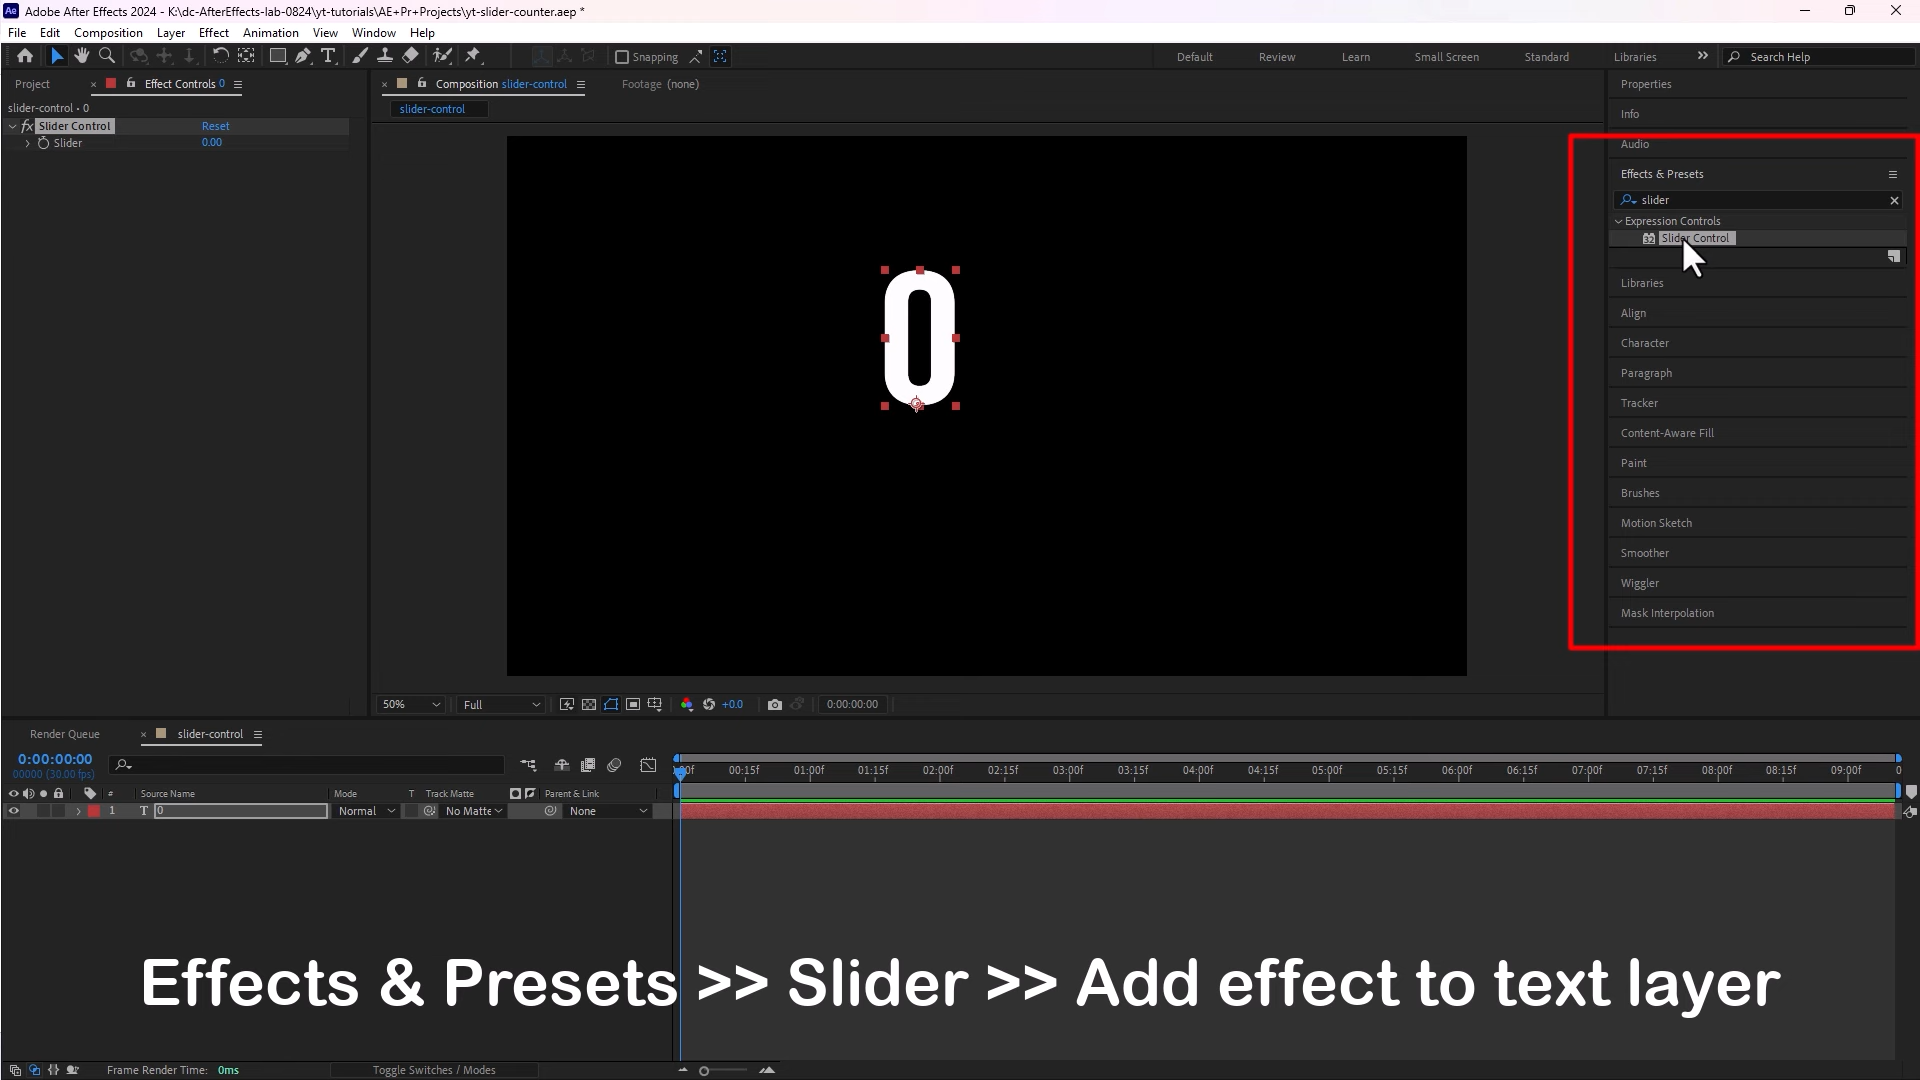 Ae Adobe After Effects 2024 - K:\dc-AfterEffects-lab-0824\yt-tutorials\AE+Pr+Projects\yt-slider-counter.aep *
File Edit Composition Layer Effect Animation View Window Help
Snapping
Default Review Learn Small Screen Standard Libraries >> Search Help
Project × Effect Controls 0
slider-control • 0
fx Slider Control Reset
Slider 0.00
× Composition slider-control Footage (none)
slider-control
0
50% Full +0.0 0:00:00:00
Properties
Info
Audio
Effects & Presets
slider
Expression Controls
32 Slider Control
Libraries
Align
Character
Paragraph
Tracker
Content-Aware Fill
Paint
Brushes
Motion Sketch
Smoother
Wiggler
Mask Interpolation
Render Queue × slider-control
0:00:00:00
00000 (30.00 fps)
00:15f 01:00f 01:15f 02:00f 02:15f 03:00f 03:15f 04:00f 04:15f 05:00f 05:15f 06:00f 06:15f 07:00f 07:15f 08:00f 08:15f 09:00f 0
# Source Name Mode T Track Matte Parent & Link
1 T 0 Normal No Matte None
Effects & Presets >> Slider >> Add effect to text layer
Frame Render Time: 0ms Toggle Switches / Modes